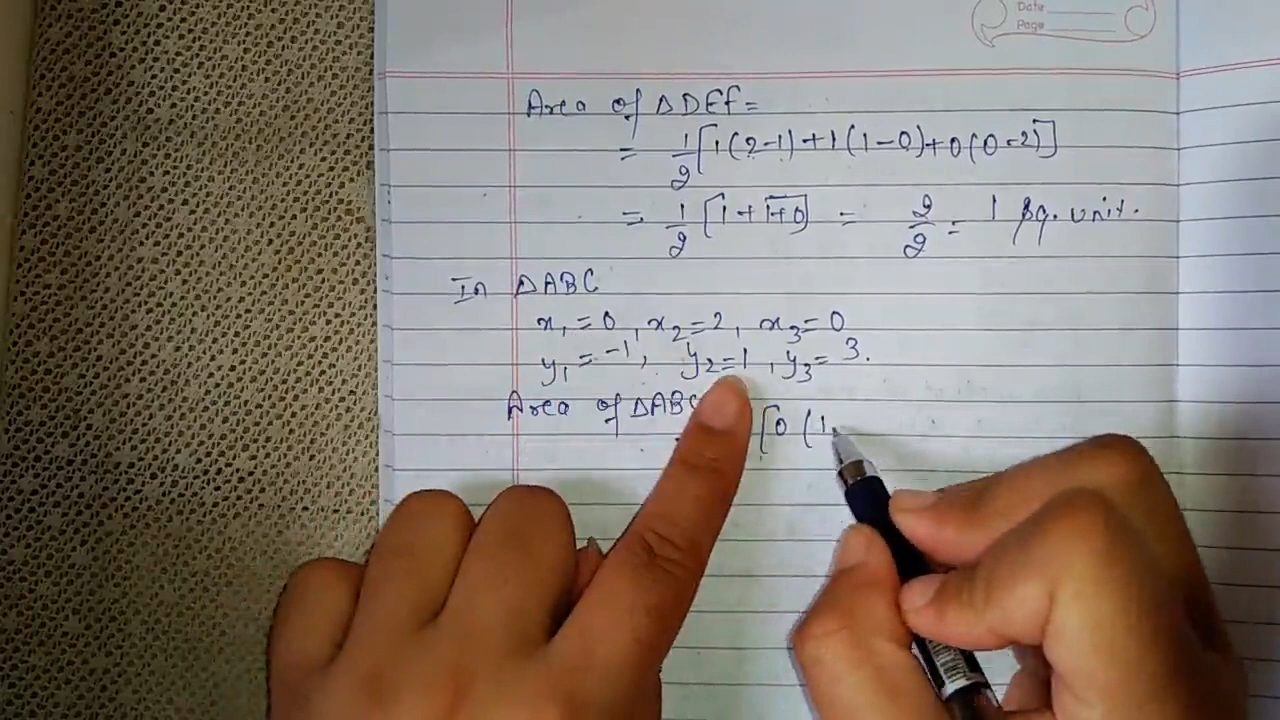 Date
Page
Area of ΔDEf=
= 1/2[1(2-1)+1(1-0)+0(0-2)]
= 1/2[1+1+0] = 2/2 = 1 sq. unit.
In ΔABC
x₁=0, x₂=2, x₃=0
y₁=-1, y₂=1, y₃=3.
Area of ΔABC
[0(1